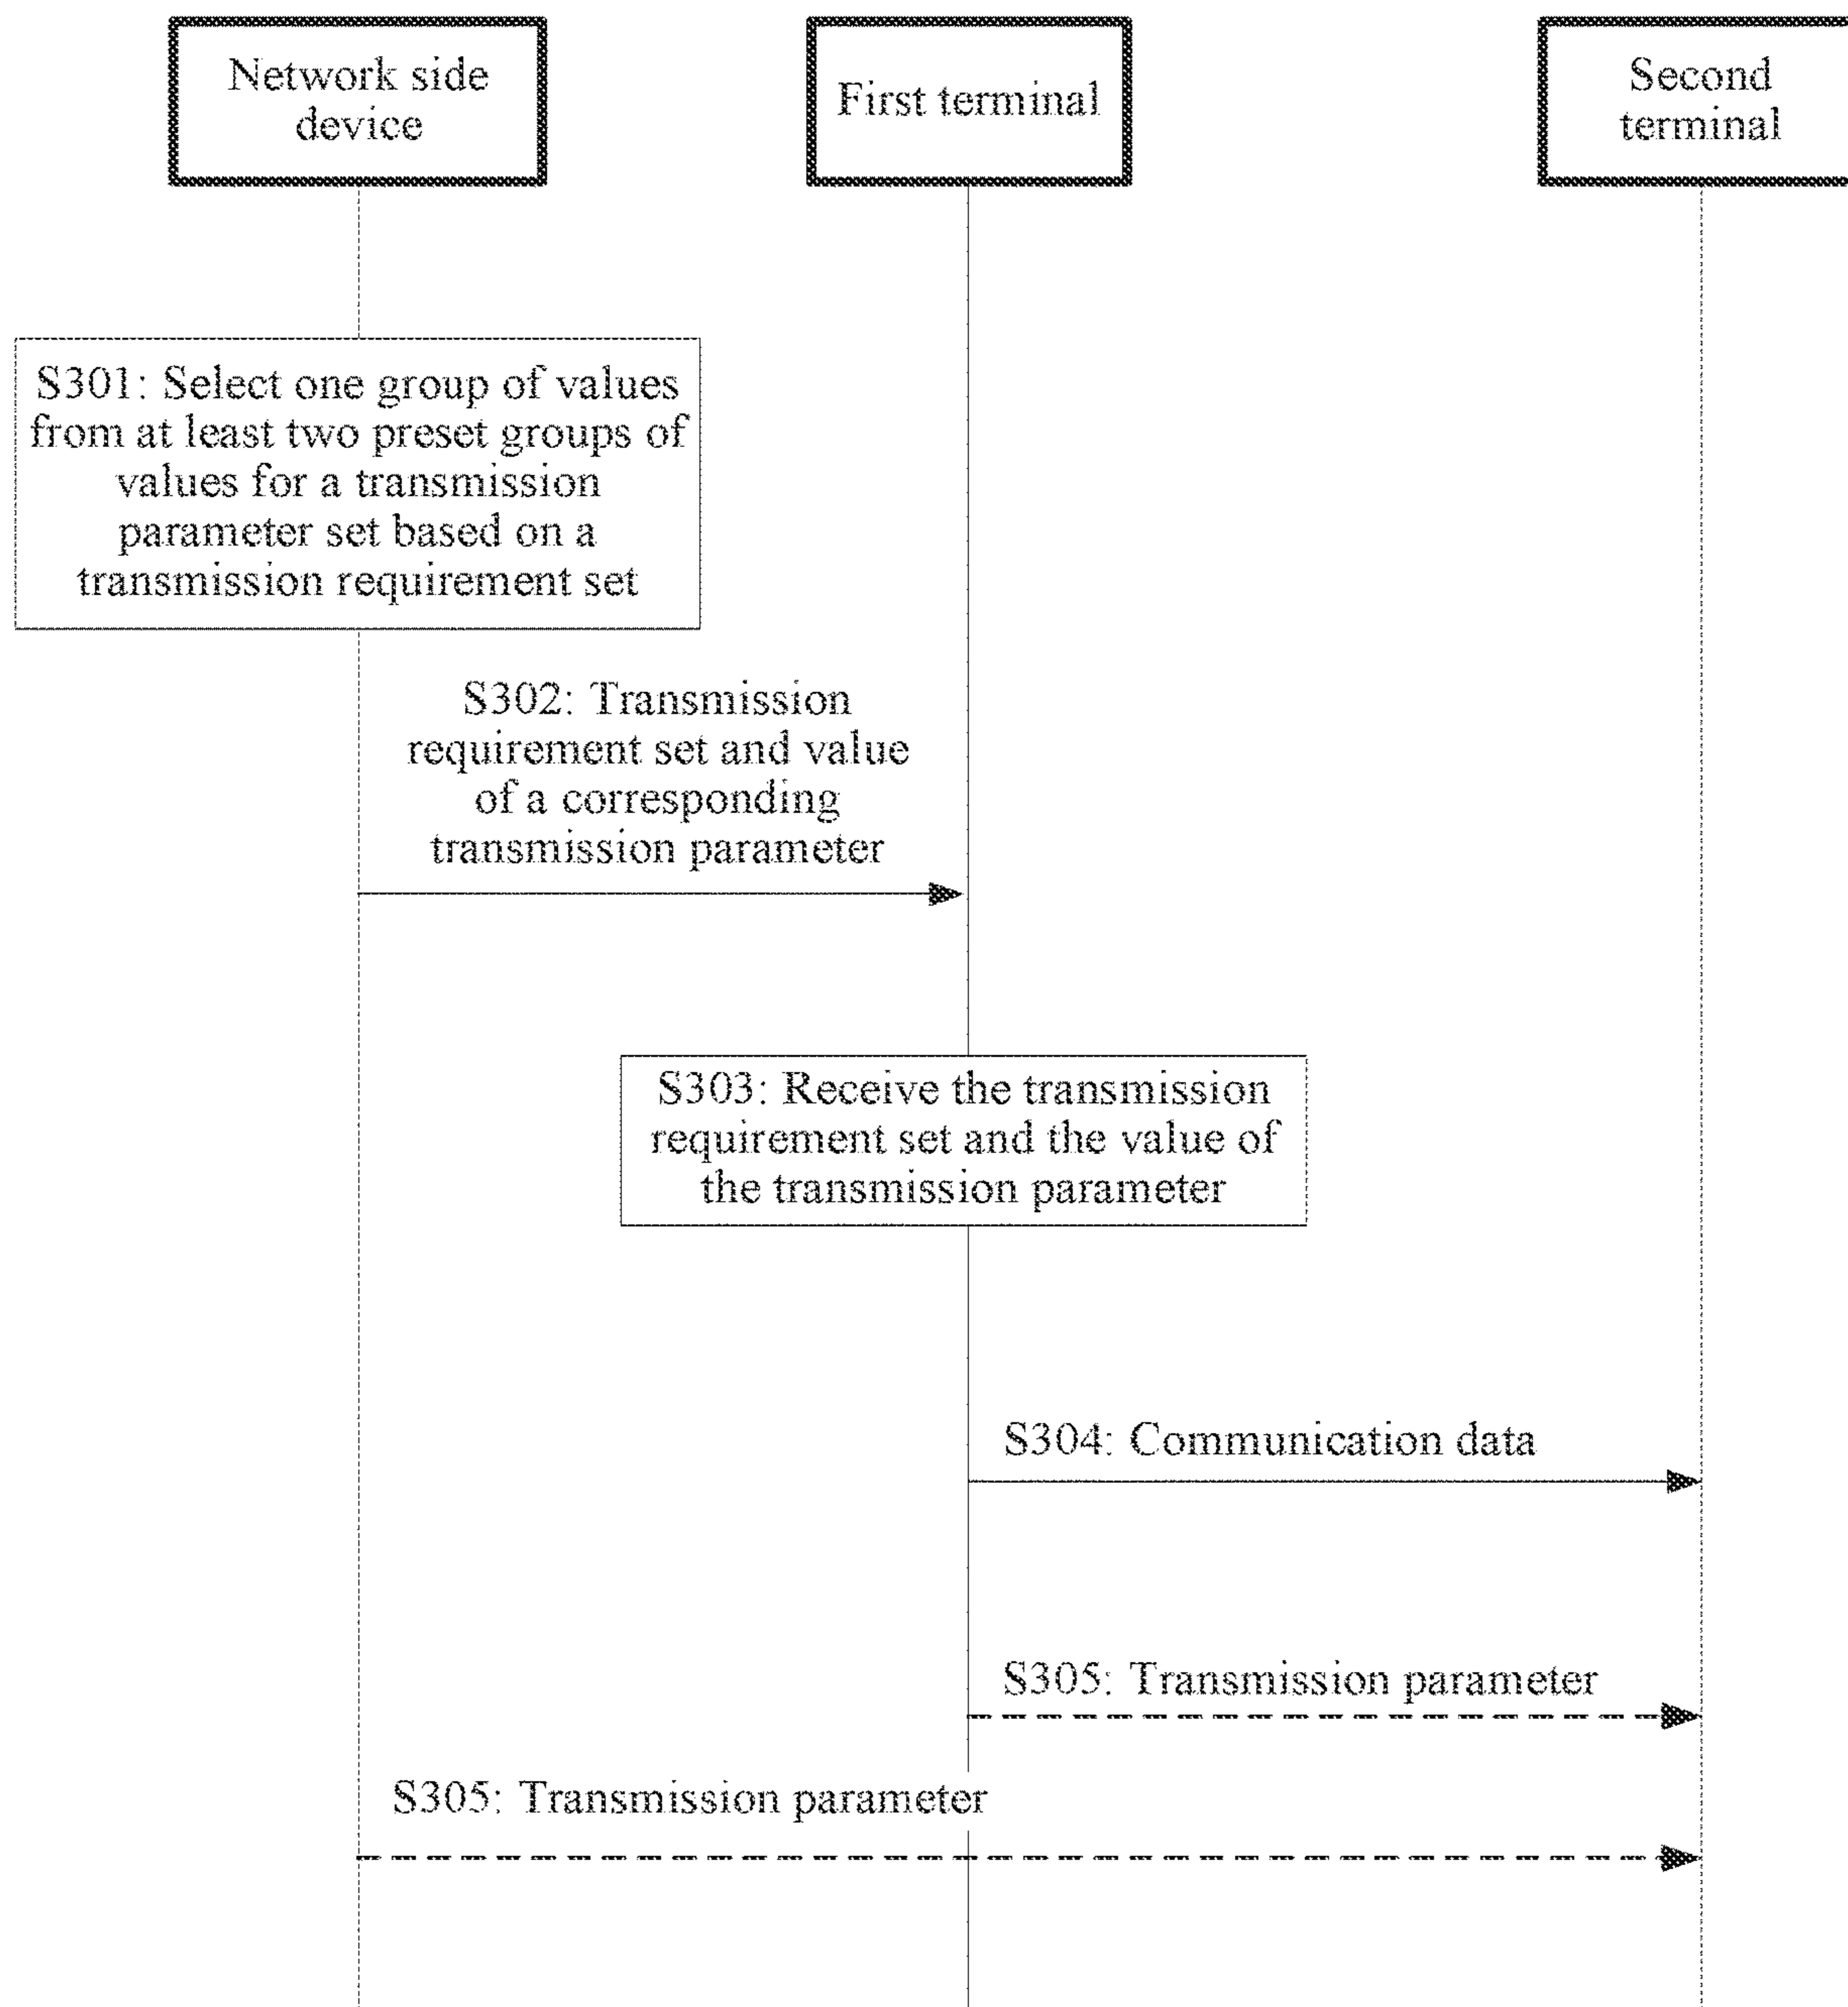 Network side
device
First terminal
Second
terminal
S301: Select one group of values
from at least two preset groups of
values for a transmission
parameter set based on a
transmission requirement set
S302: Transmission
requirement set and value
of a corresponding
transmission parameter
S303: Receive the transmission
requirement set and the value of
the transmission parameter
S304: Communication data
S305: Transmission parameter
S305: Transmission parameter